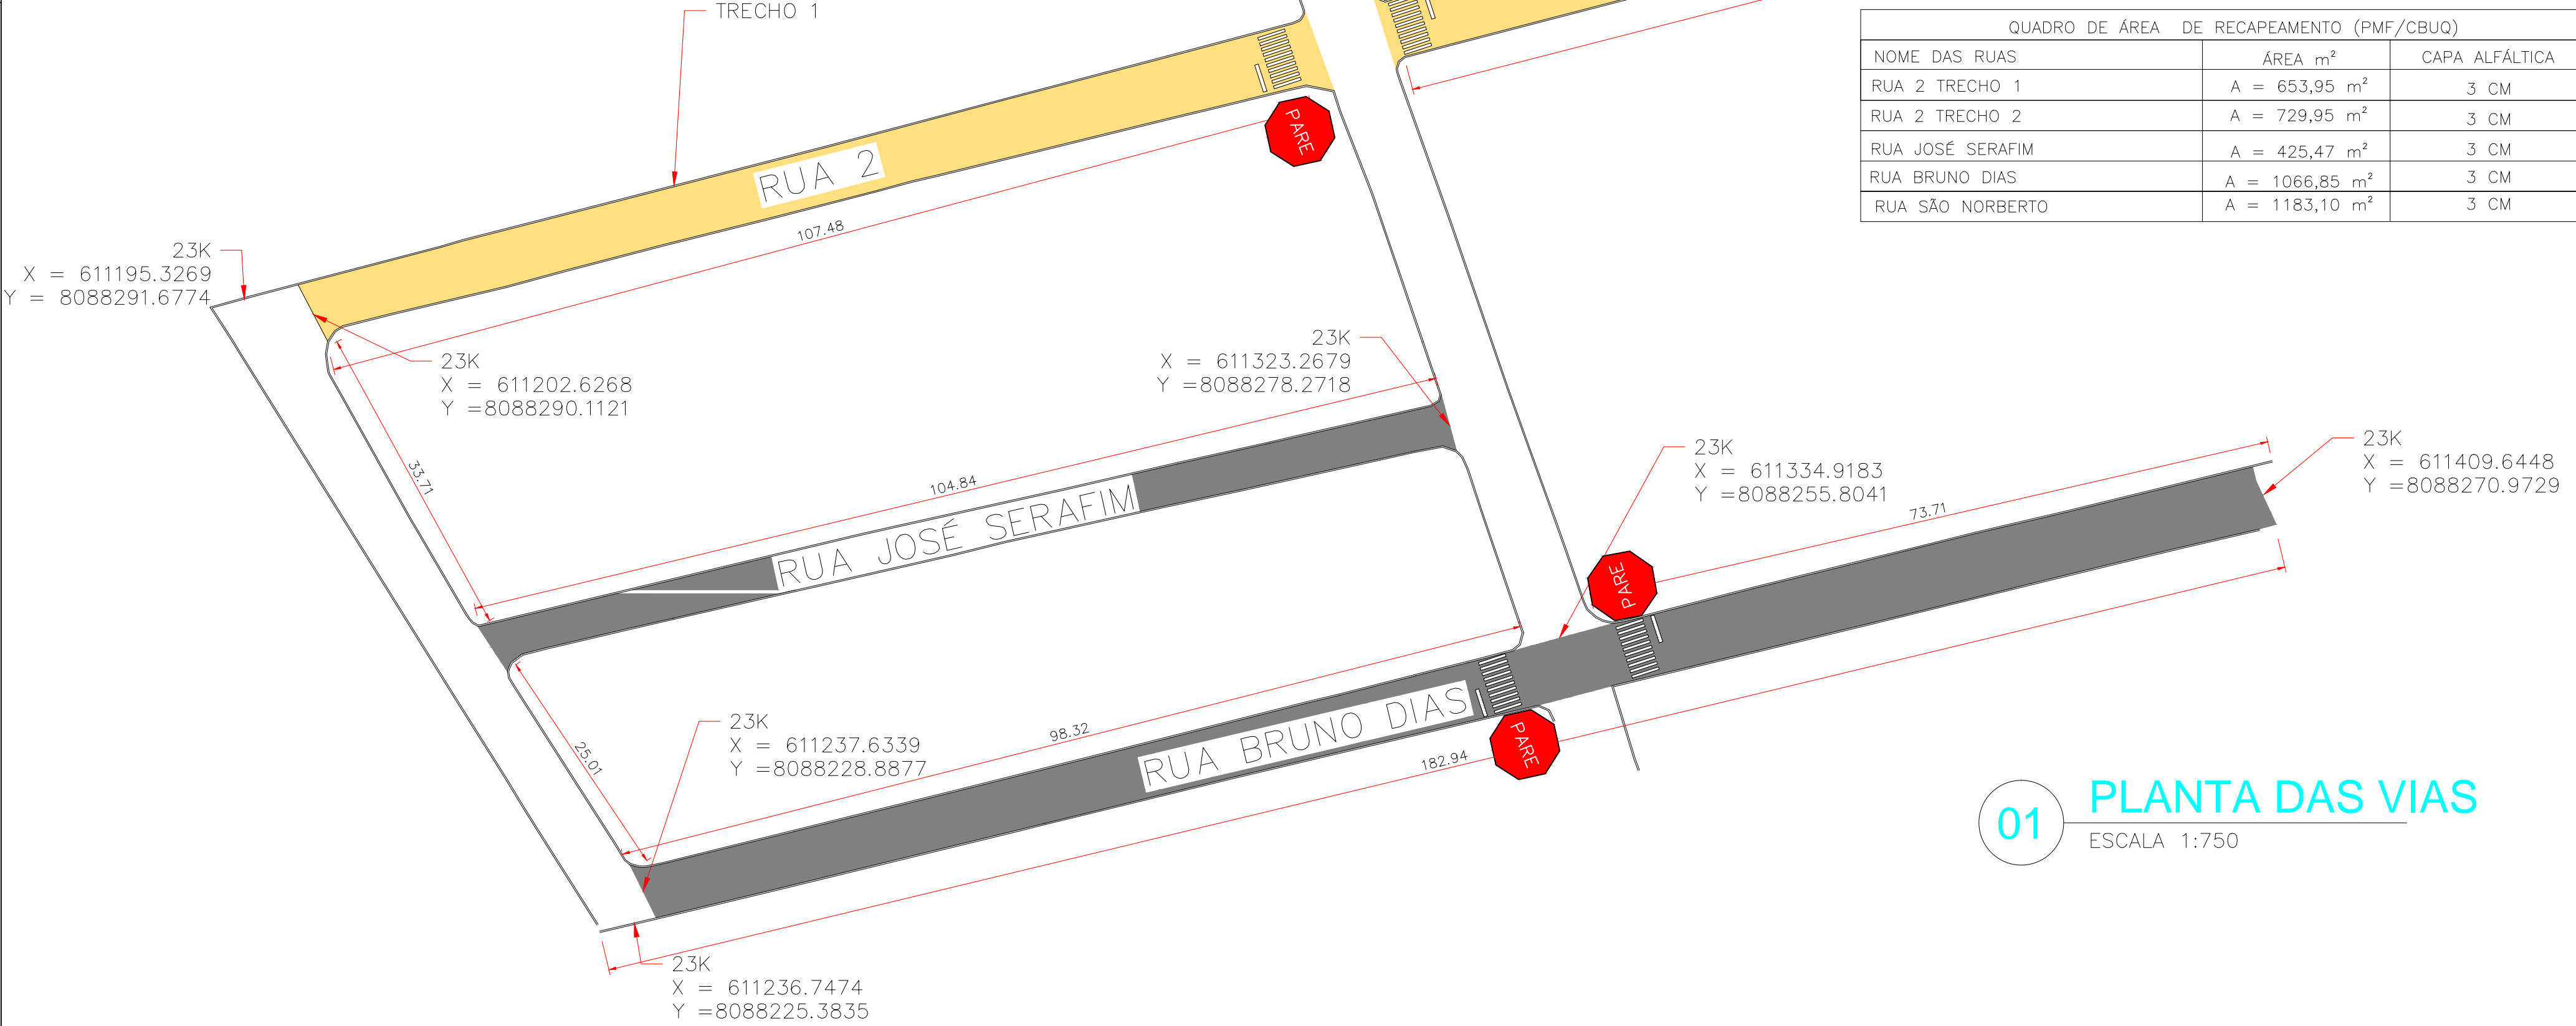 TRECHO 1
QUADRO DE ÁREA DE RECAPEAMENTO (PMF/CBUQ)
NOME DAS RUAS ÁREA m² CAPA ALFÁLTICA
RUA 2 TRECHO 1 A = 653,95 m² 3 CM
RUA 2 TRECHO 2 A = 729,95 m² 3 CM
RUA JOSÉ SERAFIM A = 425,47 m² 3 CM
RUA BRUNO DIAS A = 1066,85 m² 3 CM
RUA SÃO NORBERTO A = 1183,10 m² 3 CM
PARE
RUA 2
107.48
23K
X = 611195.3269
Y = 8088291.6774
23K
X = 611202.6268
Y =8088290.1121
23K
X = 611323.2679
Y =8088278.2718
33.71
104.84
RUA JOSÉ SERAFIM
23K
X = 611334.9183
Y =8088255.8041
23K
X = 611409.6448
Y =8088270.9729
73.71
PARE
25.01
23K
X = 611237.6339
Y =8088228.8877
98.32
RUA BRUNO DIAS
PARE
182.94
23K
X = 611236.7474
Y =8088225.3835
01
PLANTA DAS VIAS
ESCALA 1:750